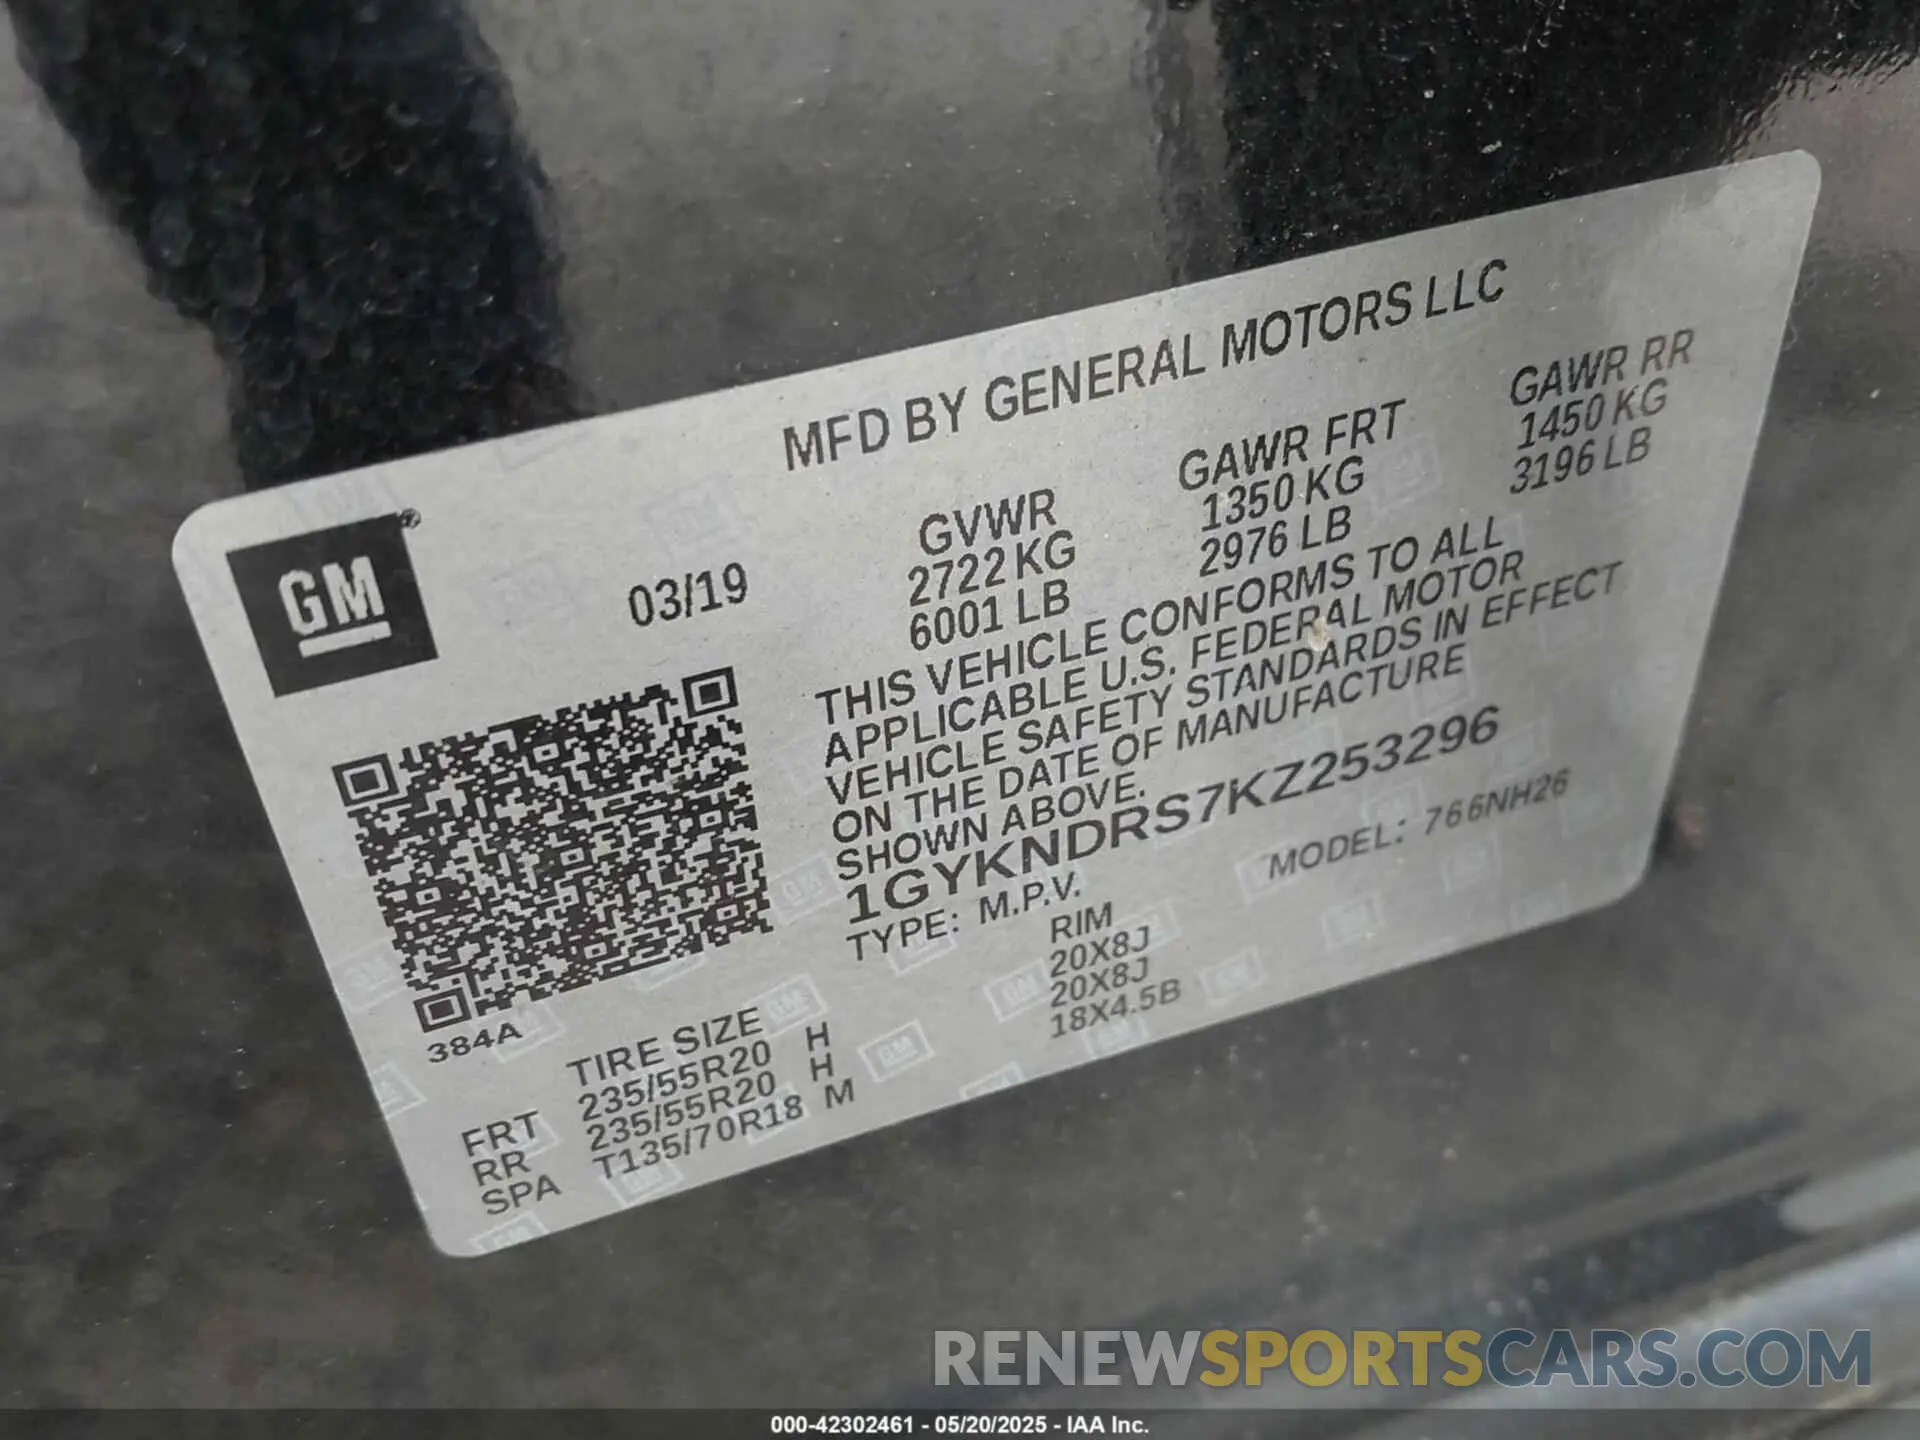 MFD BY GENERAL MOTORS LLC
GM®
03/19
GVWR GAWR FRT GAWR RR
2722 KG 1350 KG 1450 KG
6001 LB 2976 LB 3196 LB
THIS VEHICLE CONFORMS TO ALL
APPLICABLE U.S. FEDERAL MOTOR
VEHICLE SAFETY STANDARDS IN EFFECT
ON THE DATE OF MANUFACTURE
SHOWN ABOVE.
1GYKNDRS7KZ253296
TYPE: M.P.V. MODEL: 766NH26
384A
TIRE SIZE RIM
FRT 235/55R20 H 20X8J
RR 235/55R20 H 20X8J
SPA T135/70R18 M 18X4.5B
RENEWSPORTSCARS.COM
000-42302461 - 05/20/2025 - IAA Inc.